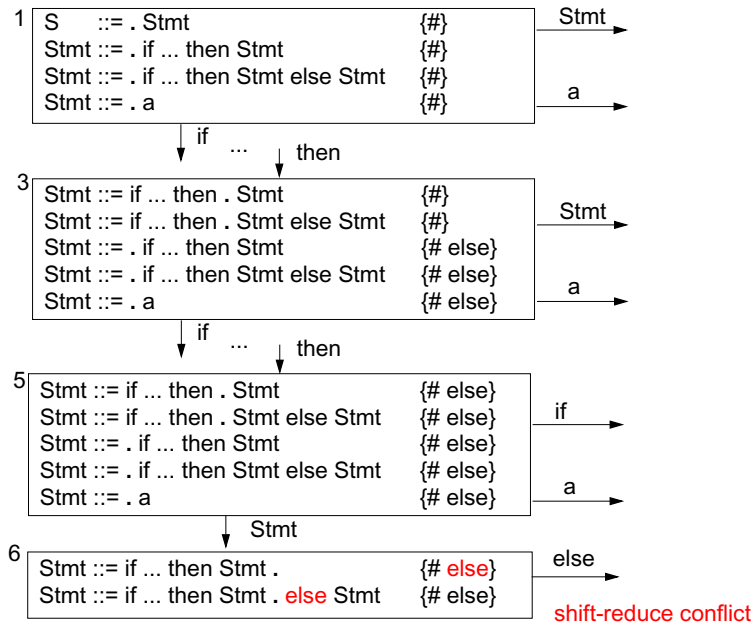 1
S ::= . Stmt {#}
Stmt
Stmt ::= . if ... then Stmt {#}
Stmt ::= . if ... then Stmt else Stmt {#}
Stmt ::= . a {#}
a
if ... then
3
Stmt ::= if ... then . Stmt {#}
Stmt ::= if ... then . Stmt else Stmt {#}
Stmt
Stmt ::= . if ... then Stmt {# else}
Stmt ::= . if ... then Stmt else Stmt {# else}
Stmt ::= . a {# else}
a
if ... then
5
Stmt ::= if ... then . Stmt {# else}
Stmt ::= if ... then . Stmt else Stmt {# else}
if
Stmt ::= . if ... then Stmt {# else}
Stmt ::= . if ... then Stmt else Stmt {# else}
Stmt ::= . a {# else}
a
Stmt
6
Stmt ::= if ... then Stmt . {# else}
else
Stmt ::= if ... then Stmt . else Stmt {# else}
shift-reduce conflict